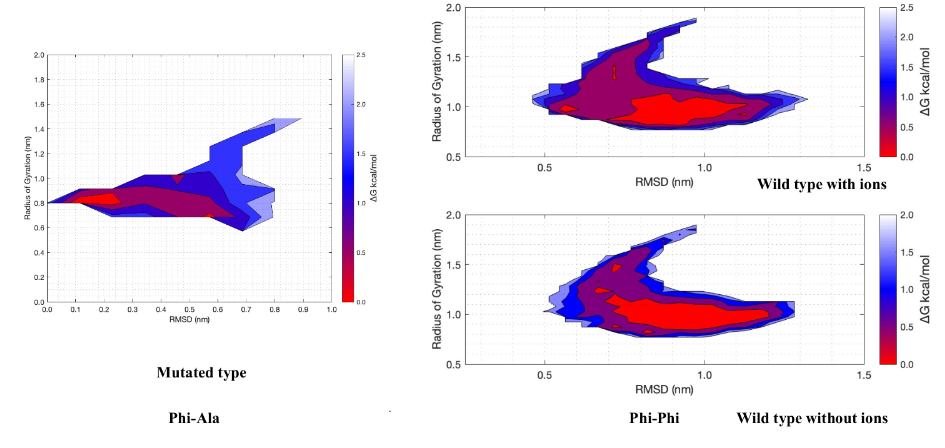 2.0
1.8
1.6
1.4
1.2
1.0
0.8
0.6
0.4
0.2
0.0
Radius of Gyration (nm)
0.0 0.1 0.2 0.3 0.4 0.5 0.6 0.7 0.8 0.9 1.0
RMSD (nm)
2.5
2.0
1.5
1.0
0.5
0.0
ΔG kcal/mol
Mutated type
Phi-Ala
2.0
1.5
1.0
0.5
Radius of Gyration (nm)
0.5 1.0 1.5
RMSD (nm)
2.5
2.0
1.5
1.0
0.5
0.0
ΔG kcal/mol
Wild type with ions
2.0
1.5
1.0
0.5
Radius of Gyration (nm)
0.5 1.0 1.5
RMSD (nm)
2.0
1.5
1.0
0.5
0.0
ΔG kcal/mol
Phi-Phi
Wild type without ions